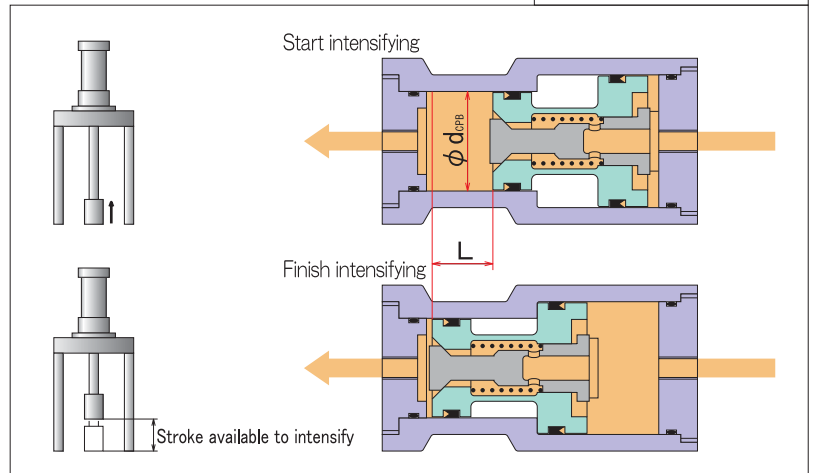 Start intensifying
φ dCPB
L
Finish intensifying
Stroke available to intensify